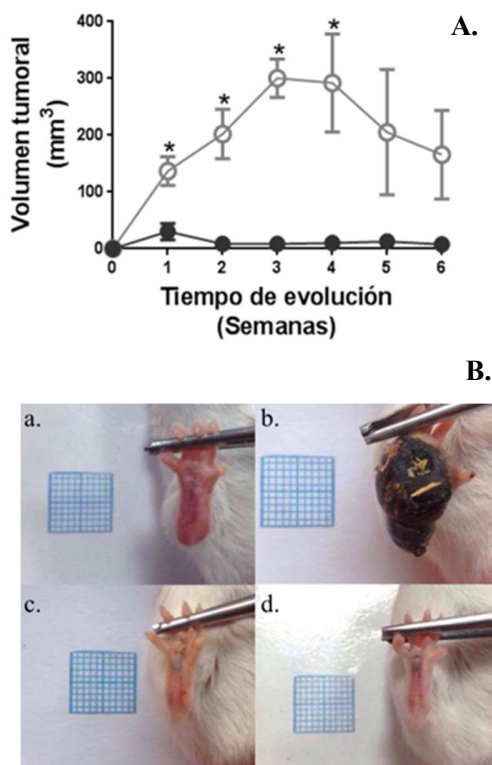 A.
Volumen tumoral
(mm3)
400
300
200
100
0
* * * *
0 1 2 3 4 5 6
Tiempo de evolución
(Semanas)
B.
a. b.
c. d.